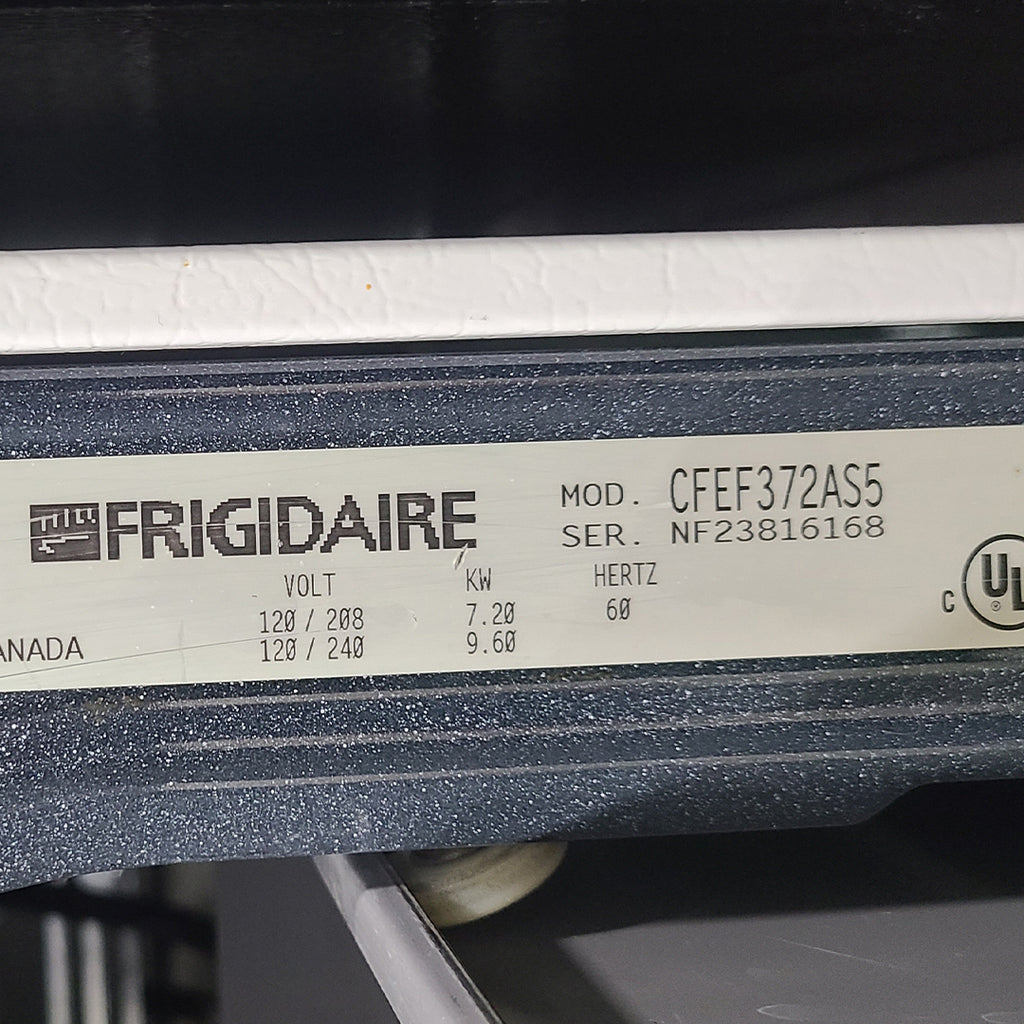 FRIGIDAIRE
MOD. CFEF372AS5
SER. NF23816168
VOLT KW HERTZ
120 / 208 7.20 60
120 / 240 9.60
ANADA
C UL